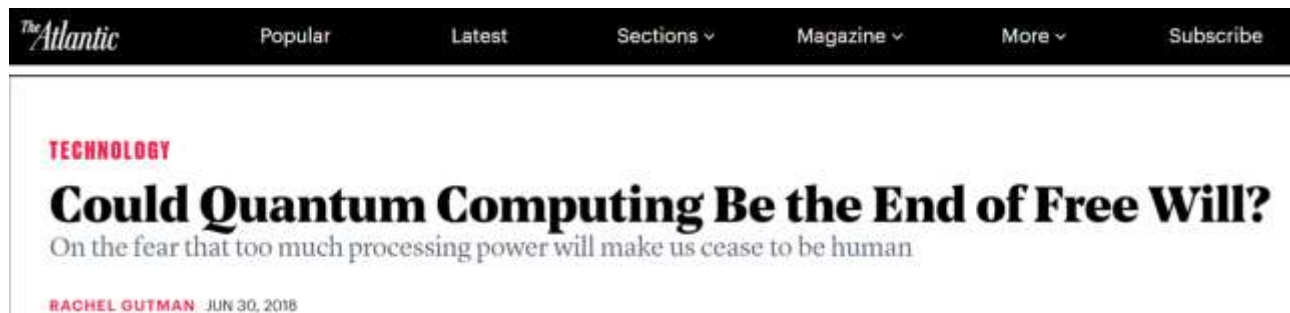 The Atlantic Popular Latest Sections Magazine More Subscribe
TECHNOLOGY
Could Quantum Computing Be the End of Free Will?
On the fear that too much processing power will make us cease to be human
RACHEL GUTMAN JUN 30, 2018